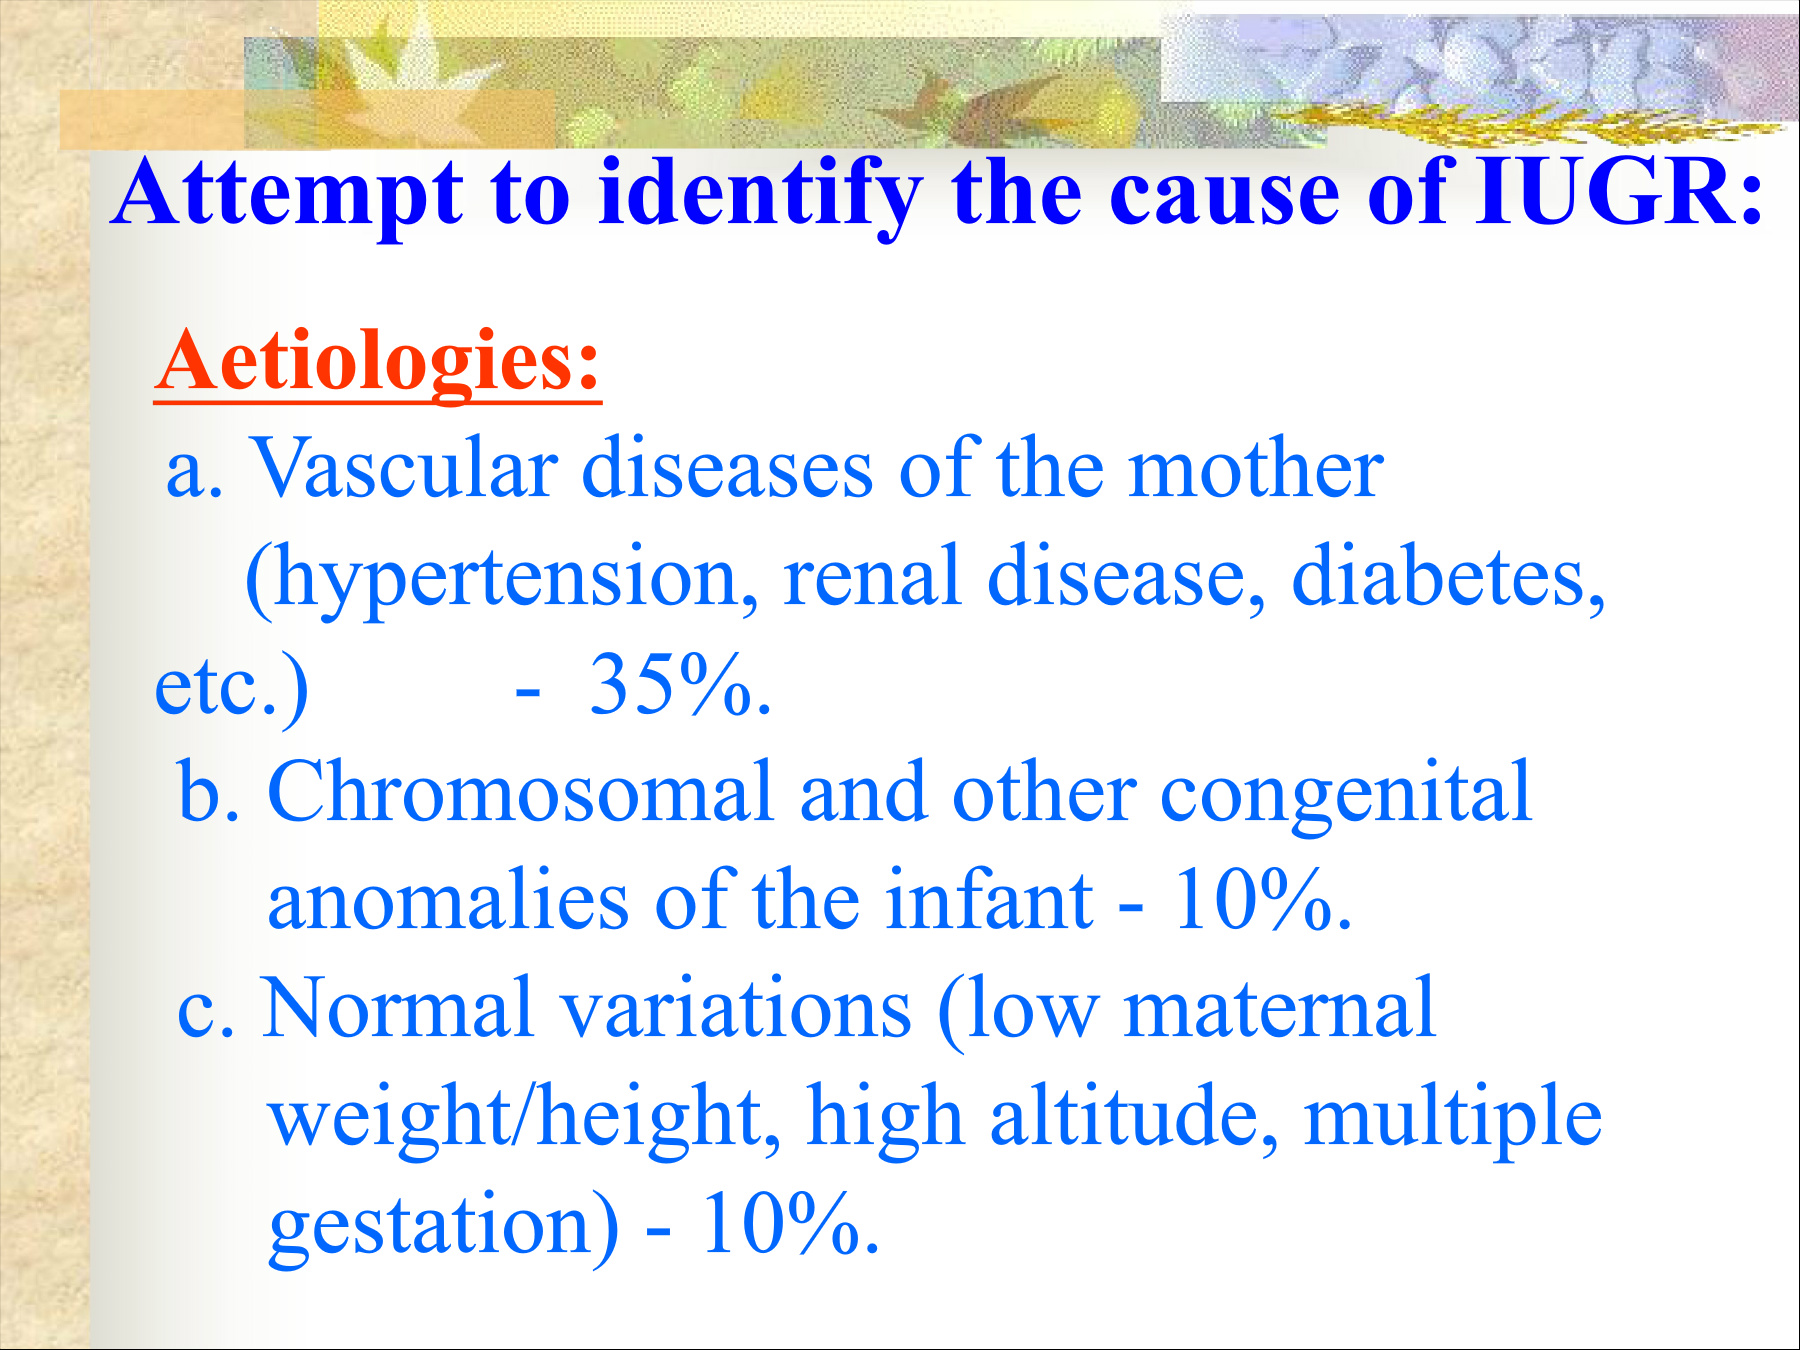 Attempt to identify the cause of IUGR:
Aetiologies:
a. Vascular diseases of the mother
(hypertension, renal disease, diabetes,
etc.) - 35%.
b. Chromosomal and other congenital
anomalies of the infant - 10%.
c. Normal variations (low maternal
weight/height, high altitude, multiple
gestation) - 10%.